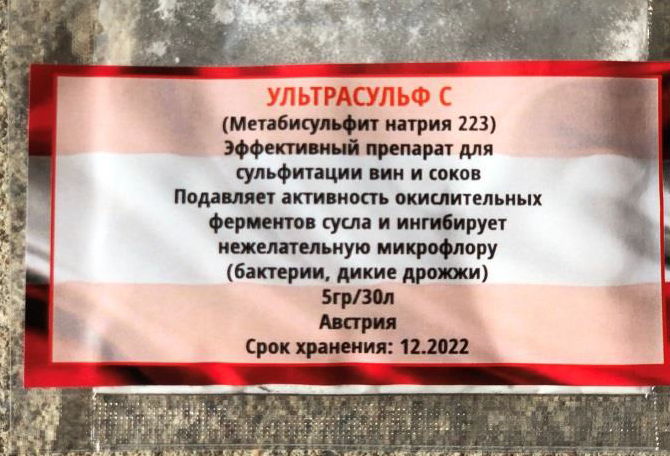 УЛЬТРАСУЛЬФ С
(Метабисульфит натрия 223)
Эффективный препарат для
сульфитации вин и соков
Подавляет активность окислительных
ферментов сусла и ингибирует
нежелательную микрофлору
(бактерии, дикие дрожжи)
5гр/30л
Австрия
Срок хранения: 12.2022